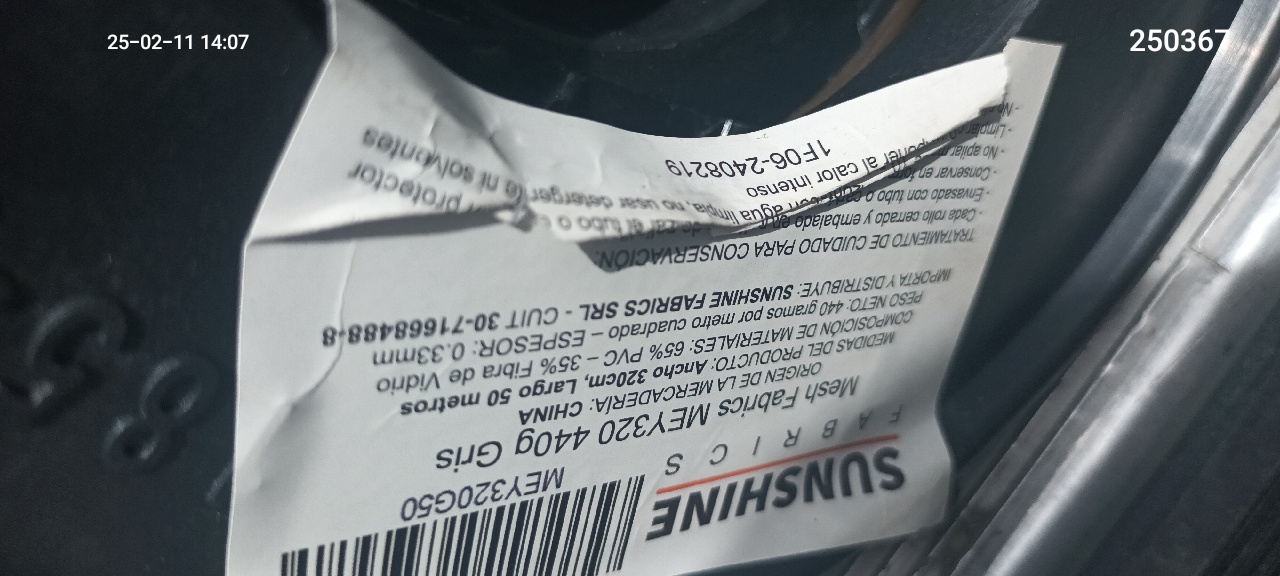 25-02-11 14:07
250367
SUNSHINE
FABRICS
MEY320G50
Mesh Fabrics MEY320 440g Gris
ORIGEN DE LA MERCADERÍA: CHINA
MEDIDAS DEL PRODUCTO: Ancho 320cm, Largo 50 metros
COMPOSICIÓN DE MATERIALES: 65% PVC – 35% Fibra de Vidrio
PESO NETO: 440 gramos por metro cuadrado – ESPESOR: 0.33mm
IMPORTA Y DISTRIBUYE: SUNSHINE FABRICS SRL - CUIT 30-71668488-8
TRATAMIENTO DE CUIDADO PARA CONSERVACIÓN:
- Cada rollo cerrado y embalado en
- Envasado con tubo o
protector
- Conservar en
- No apilar
- Limpiar con agua limpia, no usar ni solventes
- No al calor intenso
1F06-2408219